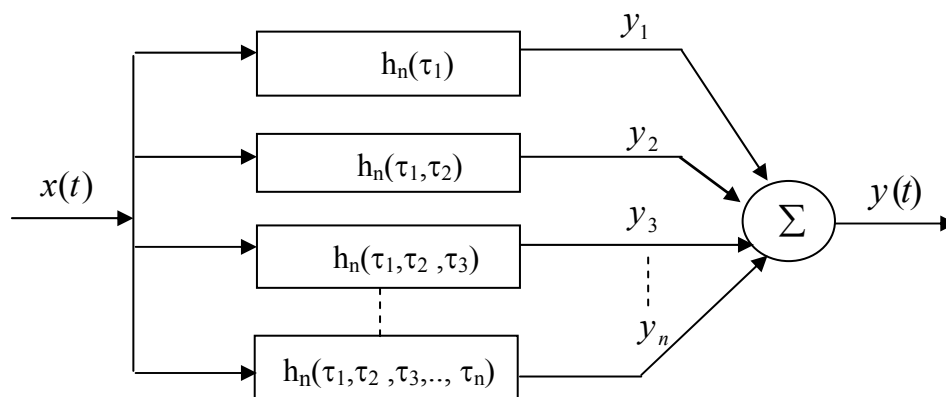 y₁
hₙ(τ₁)
y₂
hₙ(τ₁,τ₂)
x(t)
y(t)
y₃
Σ
hₙ(τ₁,τ₂ ,τ₃)
yₙ
hₙ(τ₁,τ₂ ,τ₃,.., τₙ)